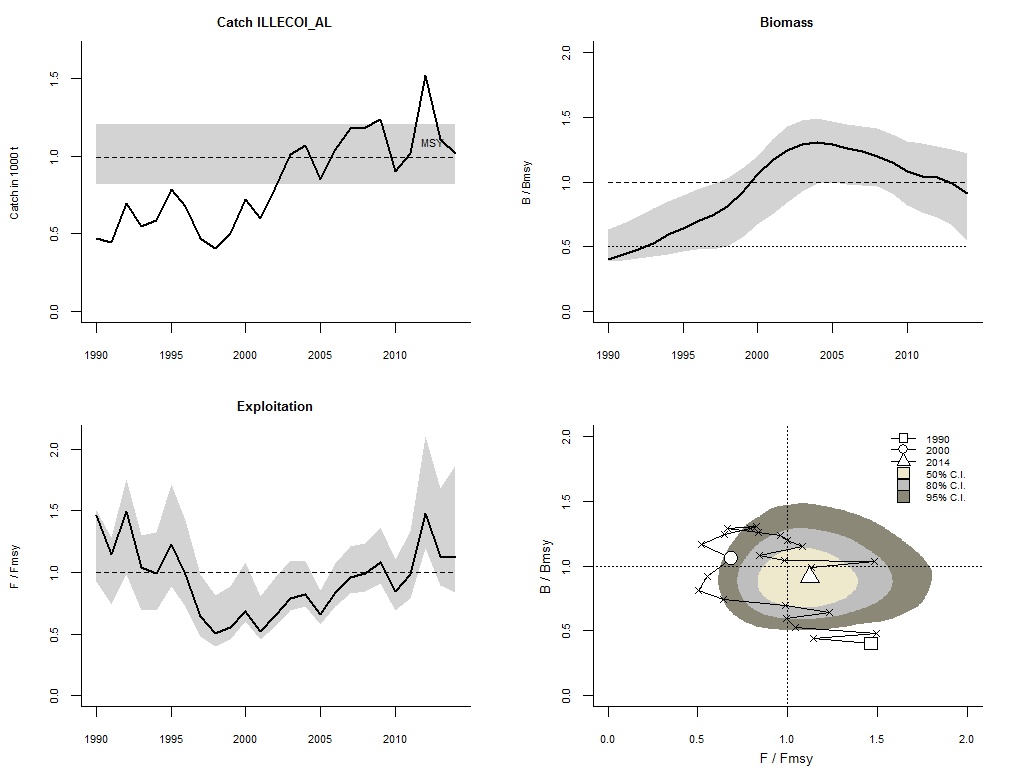 Catch ILLECOI_AL
Catch in 1000 t
1.5
1.0
0.5
0.0
MSY
1990 1995 2000 2005 2010
Biomass
B / Bmsy
2.0
1.5
1.0
0.5
0.0
1990 1995 2000 2005 2010
Exploitation
F / Fmsy
2.0
1.5
1.0
0.5
0.0
1990 1995 2000 2005 2010
B / Bmsy
2.0
1.5
1.0
0.5
0.0
1990
2000
2014
50% C.I.
80% C.I.
95% C.I.
0.0 0.5 1.0 1.5 2.0
F / Fmsy